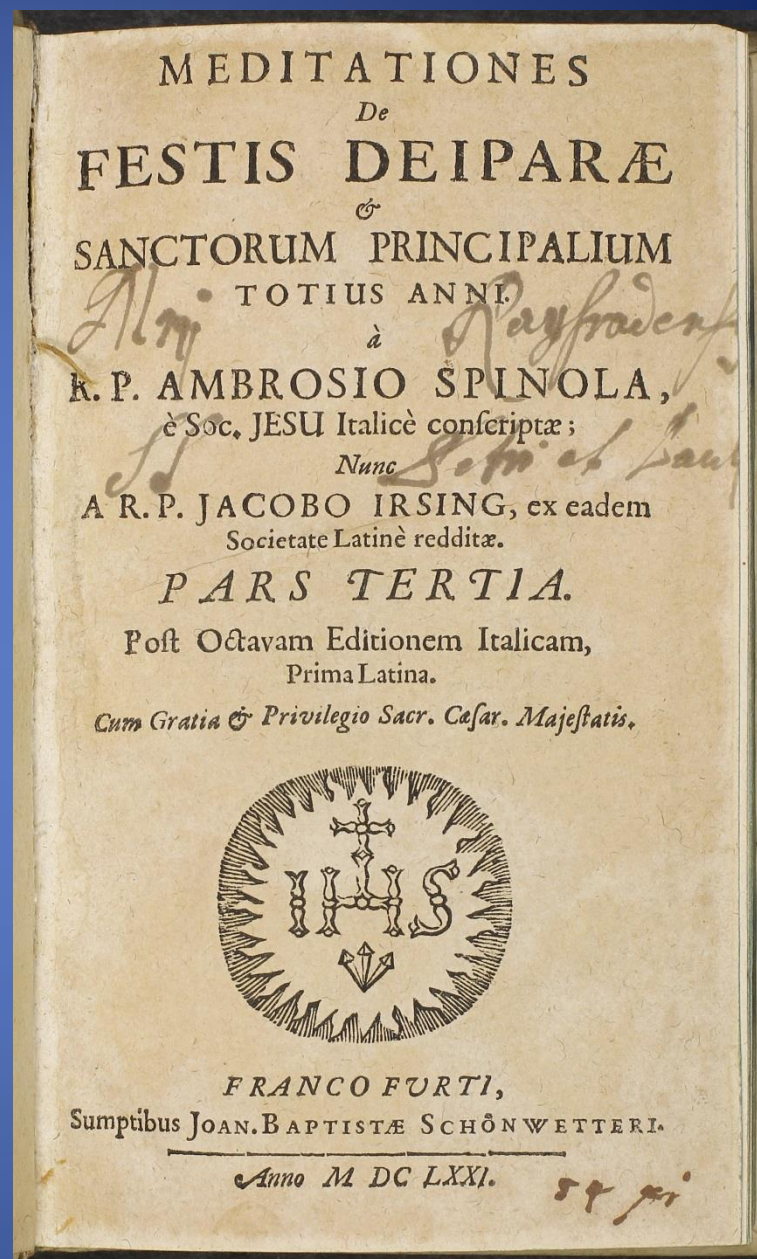 MEDITATIONES
De
FESTIS DEIPARÆ
&
SANCTORUM PRINCIPALIUM
TOTIUS ANNI.
à
R. P. AMBROSIO SPINOLA,
è Soc. JESU Italicè conſcriptæ;
Nunc
A R. P. JACOBO IRSING, ex eadem
Societate Latinè redditæ.
PARS TERTIA.
Poſt Octavam Editionem Italicam,
Prima Latina.
Cum Gratia & Privilegio Sacr. Cæſar. Majeſtatis.
IHS
FRANCOFURTI,
Sumptibus JOAN. BAPTISTÆ SCHÖNWETTERI.
Anno M DC LXXI.